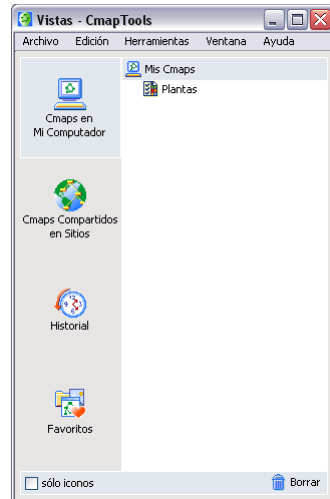 Vistas - CmapTools
Archivo Edición Herramientas Ventana Ayuda
Mis Cmaps
Plantas
Cmaps en
Mi Computador
Cmaps Compartidos
en Sitios
Historial
Favoritos
sólo iconos
Borrar